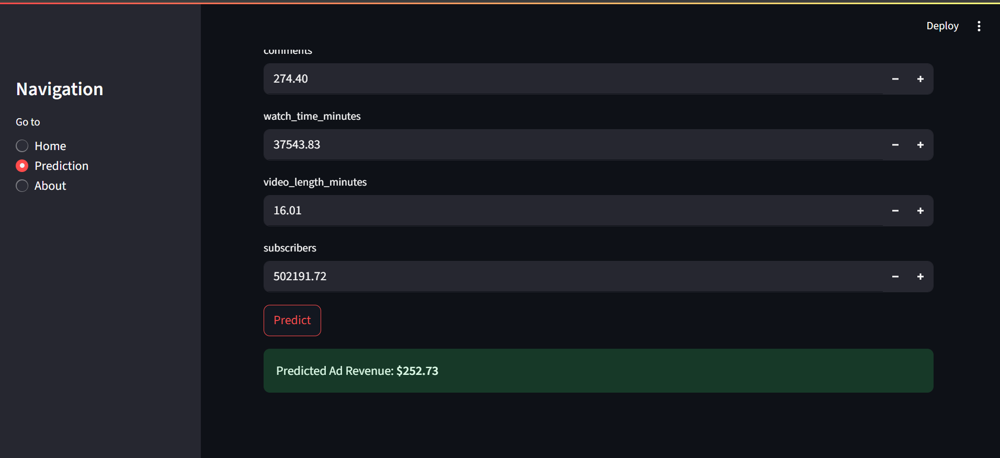 Deploy
Navigation
Go to
Home
Prediction
About
comments
274.40
watch_time_minutes
37543.83
video_length_minutes
16.01
subscribers
502191.72
Predict
Predicted Ad Revenue: $252.73